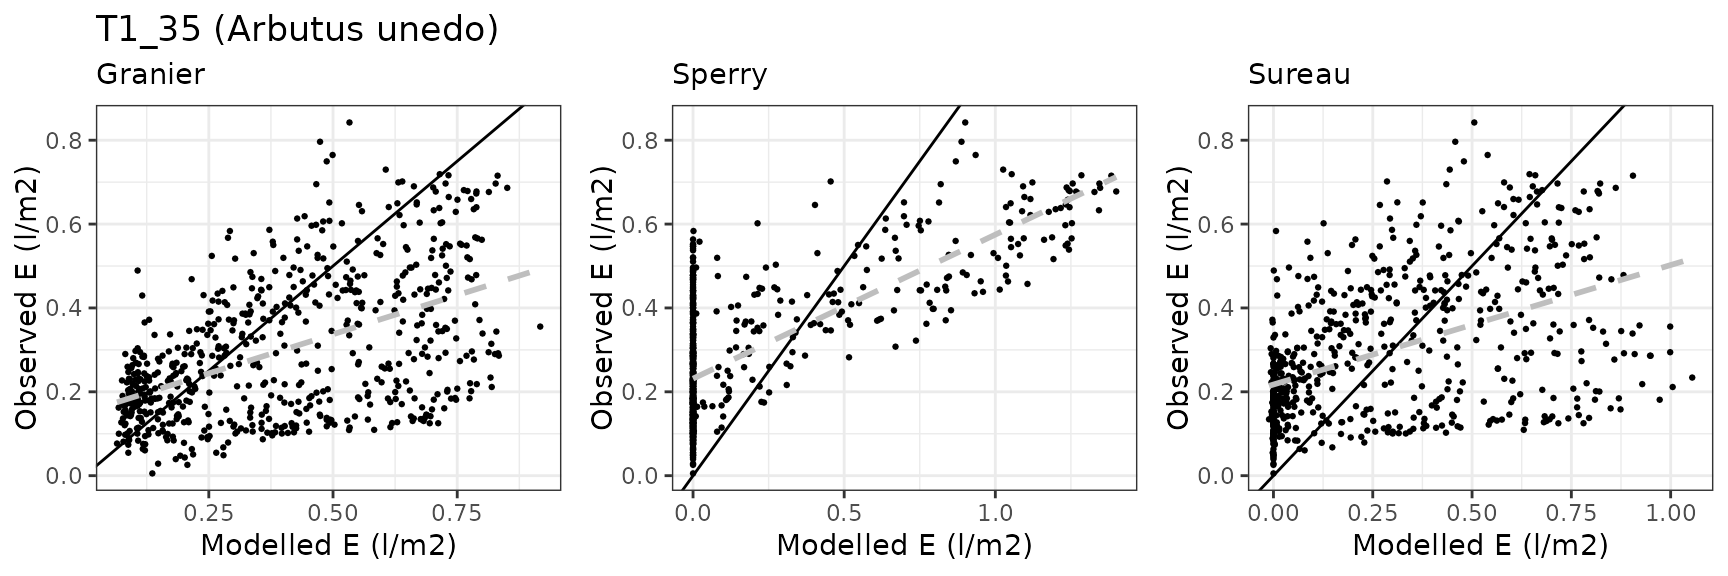 T1_35 (Arbutus unedo)
Granier
Sperry
Sureau
Observed E (l/m2)
0.8
0.6
0.4
0.2
0.0
0.25
0.50
0.75
Modelled E (l/m2)
Observed E (l/m2)
0.8
0.6
0.4
0.2
0.0
0.0
0.5
1.0
Modelled E (l/m2)
Observed E (l/m2)
0.8
0.6
0.4
0.2
0.0
0.00
0.25
0.50
0.75
1.00
Modelled E (l/m2)